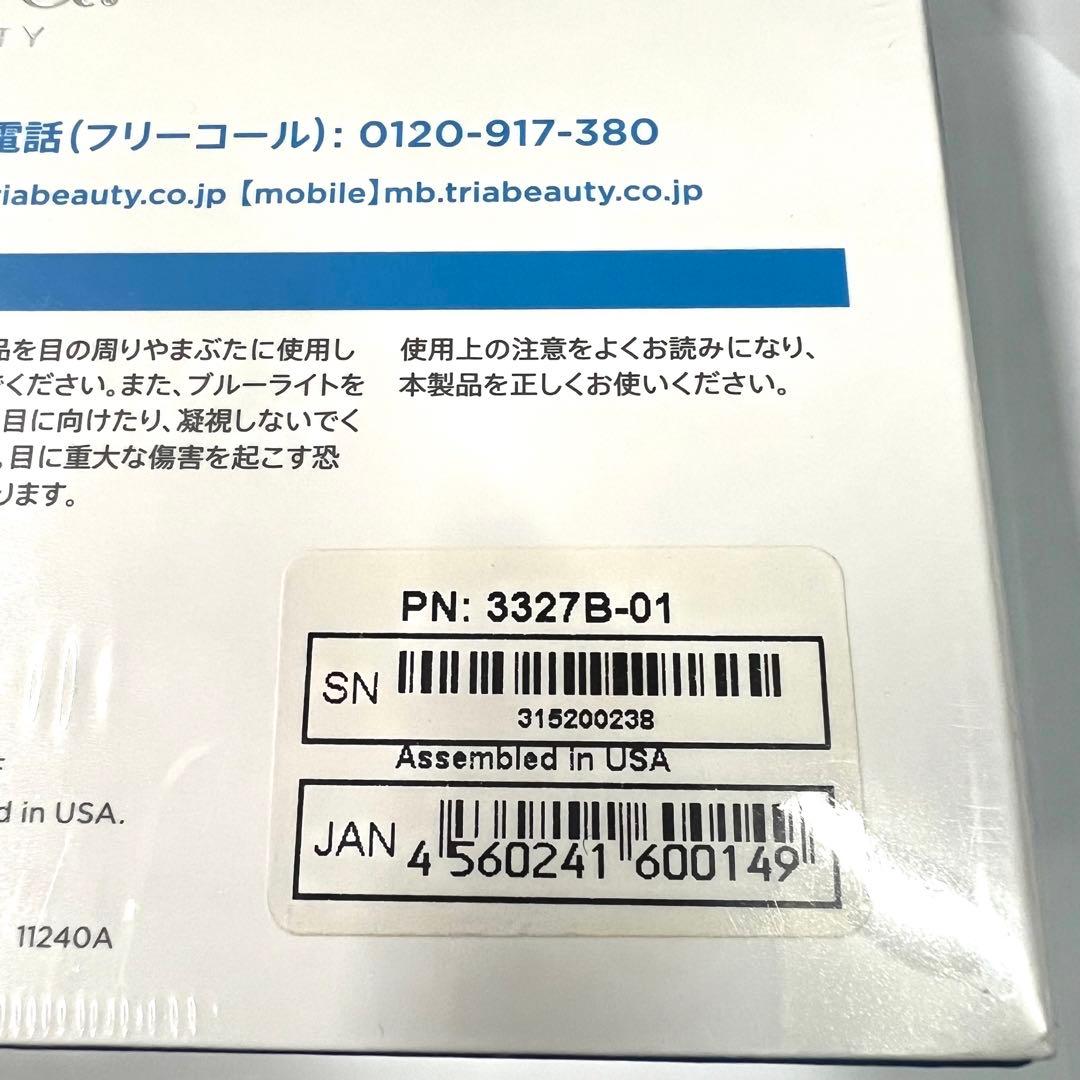 TY
電話(フリーコール): 0120-917-380
iabeauty.co.jp【mobile】mb.triabeauty.co.jp
品を目の周りやまぶたに使用し
でください。また、ブルーライトを
目に向けたり、凝視しないでく
。目に重大な傷害を起こす恐
ります。
使用上の注意をよくお読みになり、
本製品を正しくお使いください。
PN: 3327B-01
SN
315200238
Assembled in USA
JAN 4 560241 600149
d in USA.
11240A